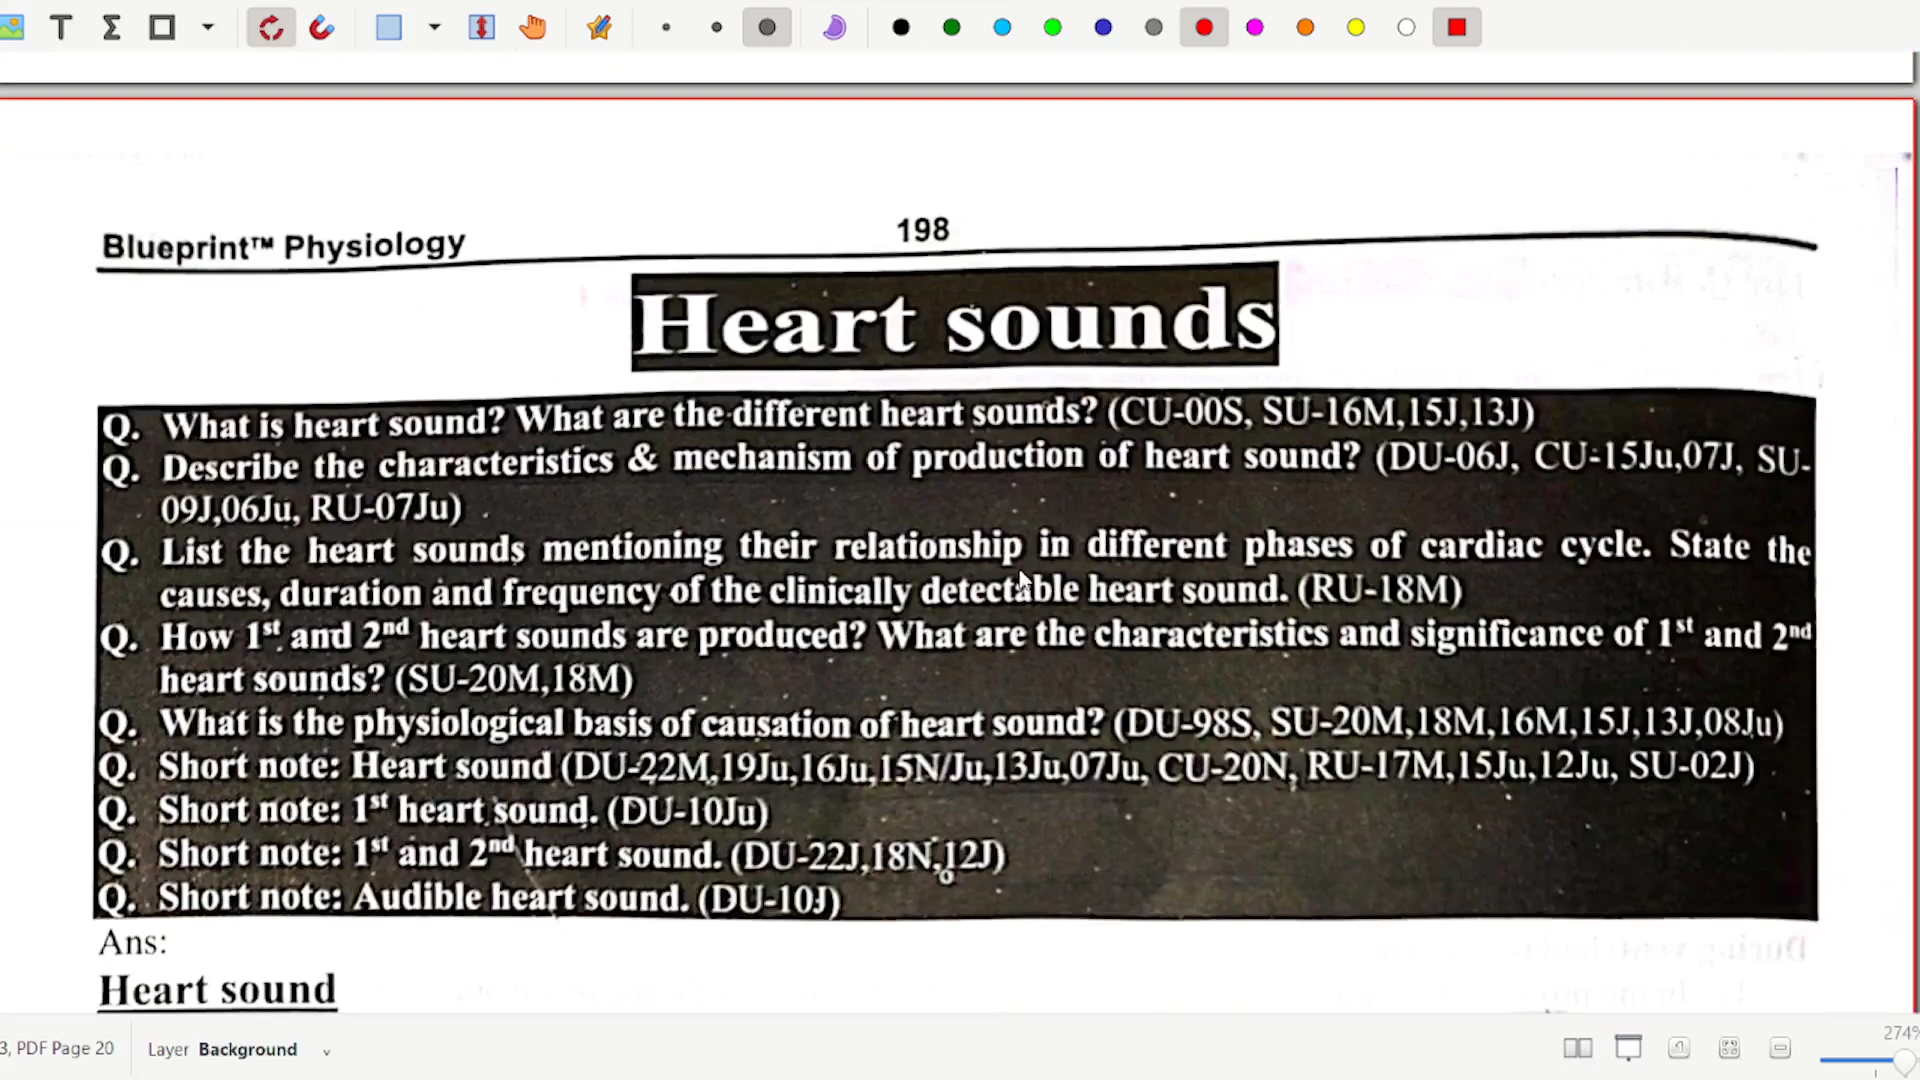 Blueprint™ Physiology
198
Heart sounds
Q. What is heart sound? What are the different heart sounds? (CU-00S, SU-16M,15J,13J)
Q. Describe the characteristics & mechanism of production of heart sound? (DU-06J, CU-15Ju,07J, SU-
09J,06Ju, RU-07Ju)
Q. List the heart sounds mentioning their relationship in different phases of cardiac cycle. State the
causes, duration and frequency of the clinically detectable heart sound. (RU-18M)
Q. How 1st and 2nd heart sounds are produced? What are the characteristics and significance of 1st and 2nd
heart sounds? (SU-20M,18M)
Q. What is the physiological basis of causation of heart sound? (DU-98S, SU-20M,18M,16M,15J,13J,08Ju)
Q. Short note: Heart sound (DU-22M,19Ju,16Ju,15N/Ju,13Ju,07Ju, CU-20N, RU-17M,15Ju,12Ju, SU-02J)
Q. Short note: 1st heart sound. (DU-10Ju)
Q. Short note: 1st and 2nd heart sound. (DU-22J,18N,12J)
Q. Short note: Audible heart sound. (DU-10J)
Ans:
Heart sound
3, PDF Page 20
Layer Background
274%